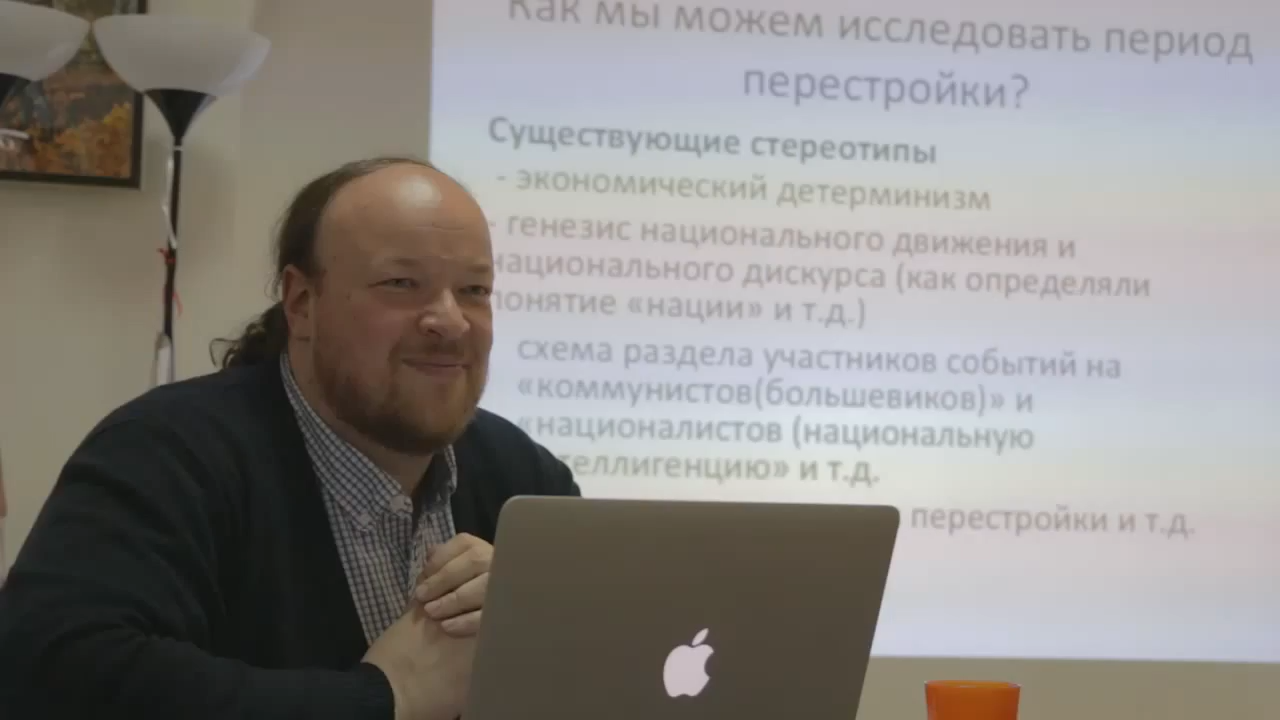 Как мы можем исследовать период
перестройки?
Существующие стереотипы
- экономический детерминизм
- генезис национального движения и
национального дискурса (как определяли
понятие «нации» и т.д.)
схема раздела участников событий на
«коммунистов(большевиков)» и
«националистов (национальную
теллигенцию» и т.д.
перестройки и т.д.